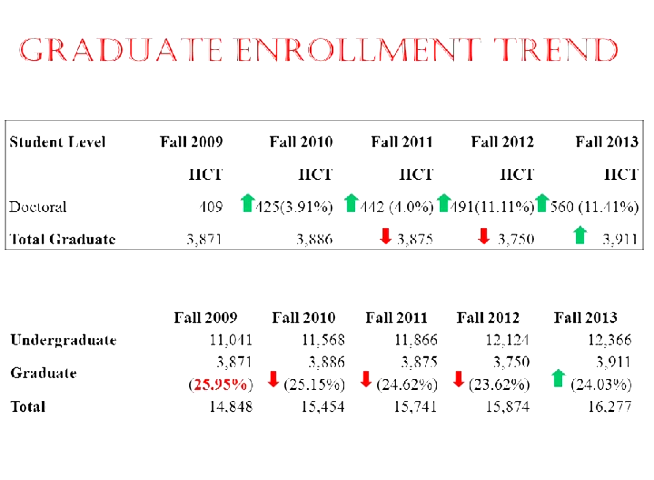 GRADUATE ENROLLMENT TREND
Student Level Fall 2009 Fall 2010 Fall 2011 Fall 2012 Fall 2013
HCT HCT HCT HCT HCT
Doctoral 409 425(3.91%) 442 (4.0%) 491(11.11%) 560 (11.41%)
Total Graduate 3,871 3,886 3,875 3,750 3,911
Fall 2009 Fall 2010 Fall 2011 Fall 2012 Fall 2013
Undergraduate 11,041 11,568 11,866 12,124 12,366
3,871 3,886 3,875 3,750 3,911
Graduate
(25.95%) (25.15%) (24.62%) (23.62%) (24.03%)
Total 14,848 15,454 15,741 15,874 16,277